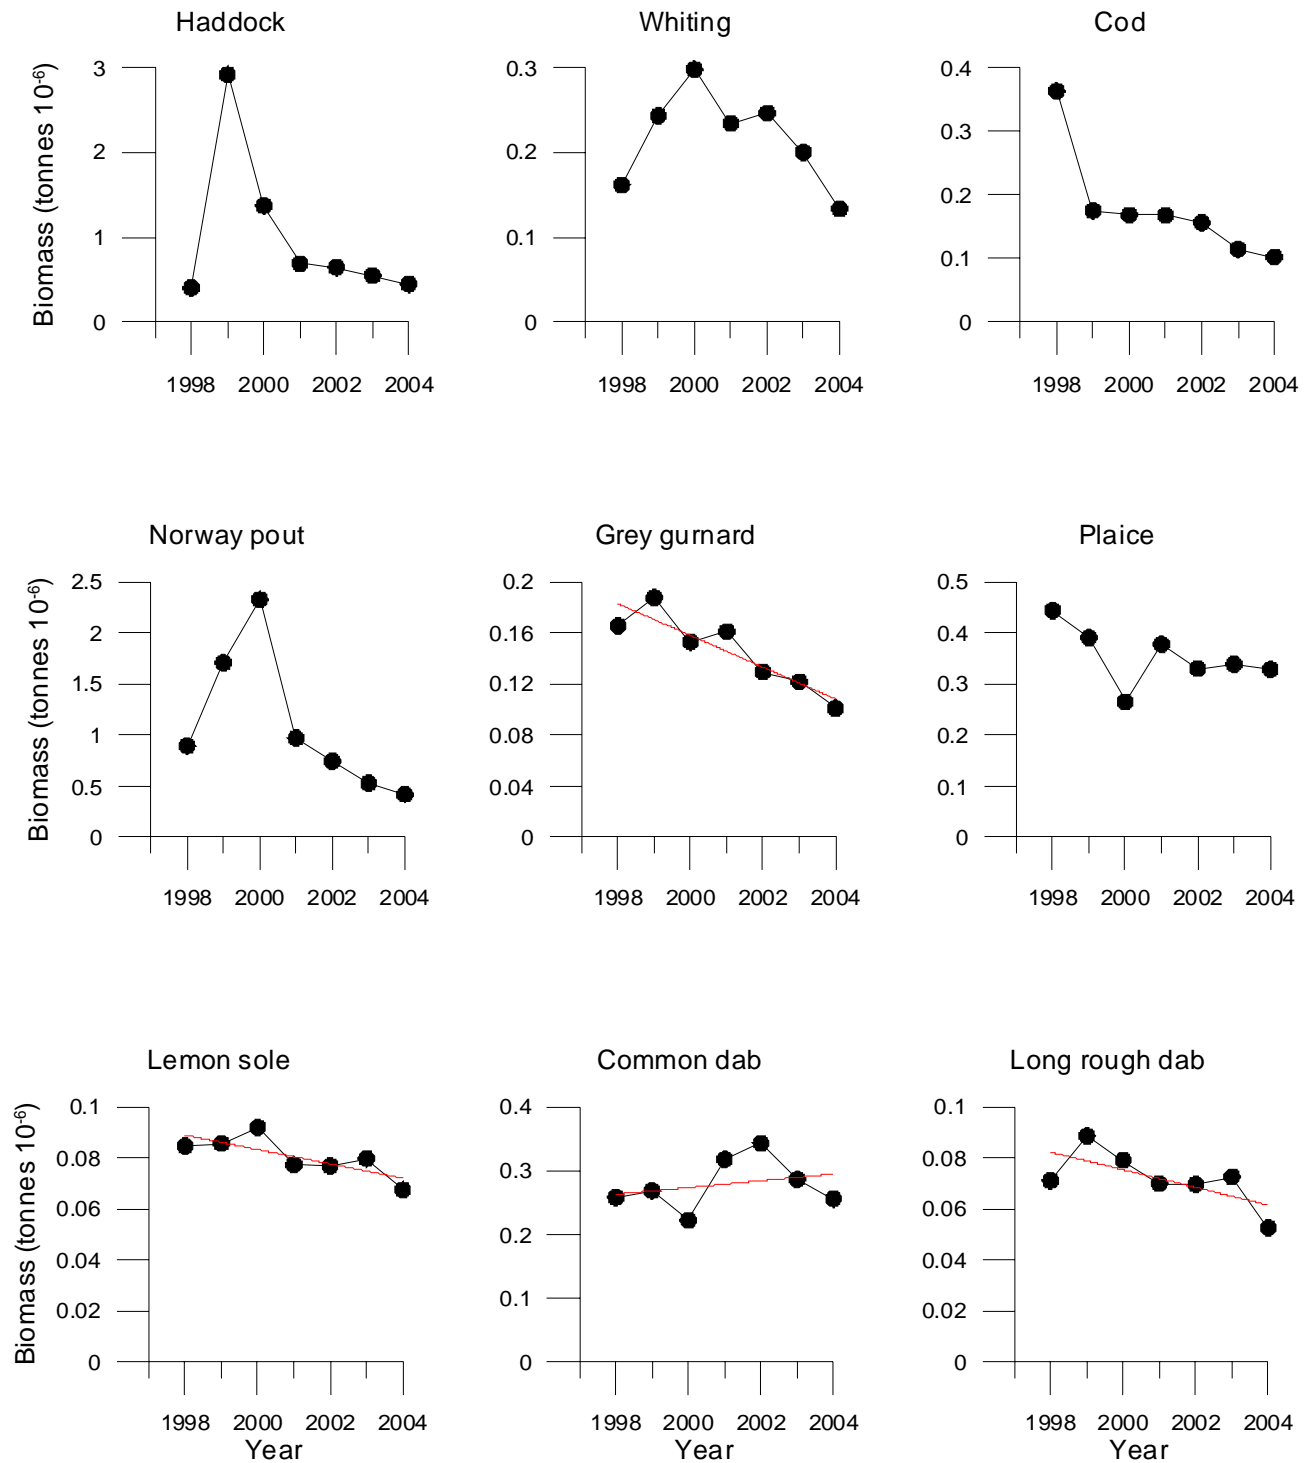 Haddock
Whiting
Cod
Biomass (tonnes 10-6)
3
2
1
0
1998 2000 2002 2004
0.3
0.2
0.1
0
1998 2000 2002 2004
0.4
0.3
0.2
0.1
0
1998 2000 2002 2004
Norway pout
Grey gurnard
Plaice
Biomass (tonnes 10-6)
2.5
2
1.5
1
0.5
0
1998 2000 2002 2004
0.2
0.16
0.12
0.08
0.04
0
1998 2000 2002 2004
0.5
0.4
0.3
0.2
0.1
0
1998 2000 2002 2004
Lemon sole
Common dab
Long rough dab
Biomass (tonnes 10-6)
0.1
0.08
0.06
0.04
0.02
0
1998 2000 2002 2004
Year
0.4
0.3
0.2
0.1
0
1998 2000 2002 2004
Year
0.1
0.08
0.06
0.04
0.02
0
1998 2000 2002 2004
Year